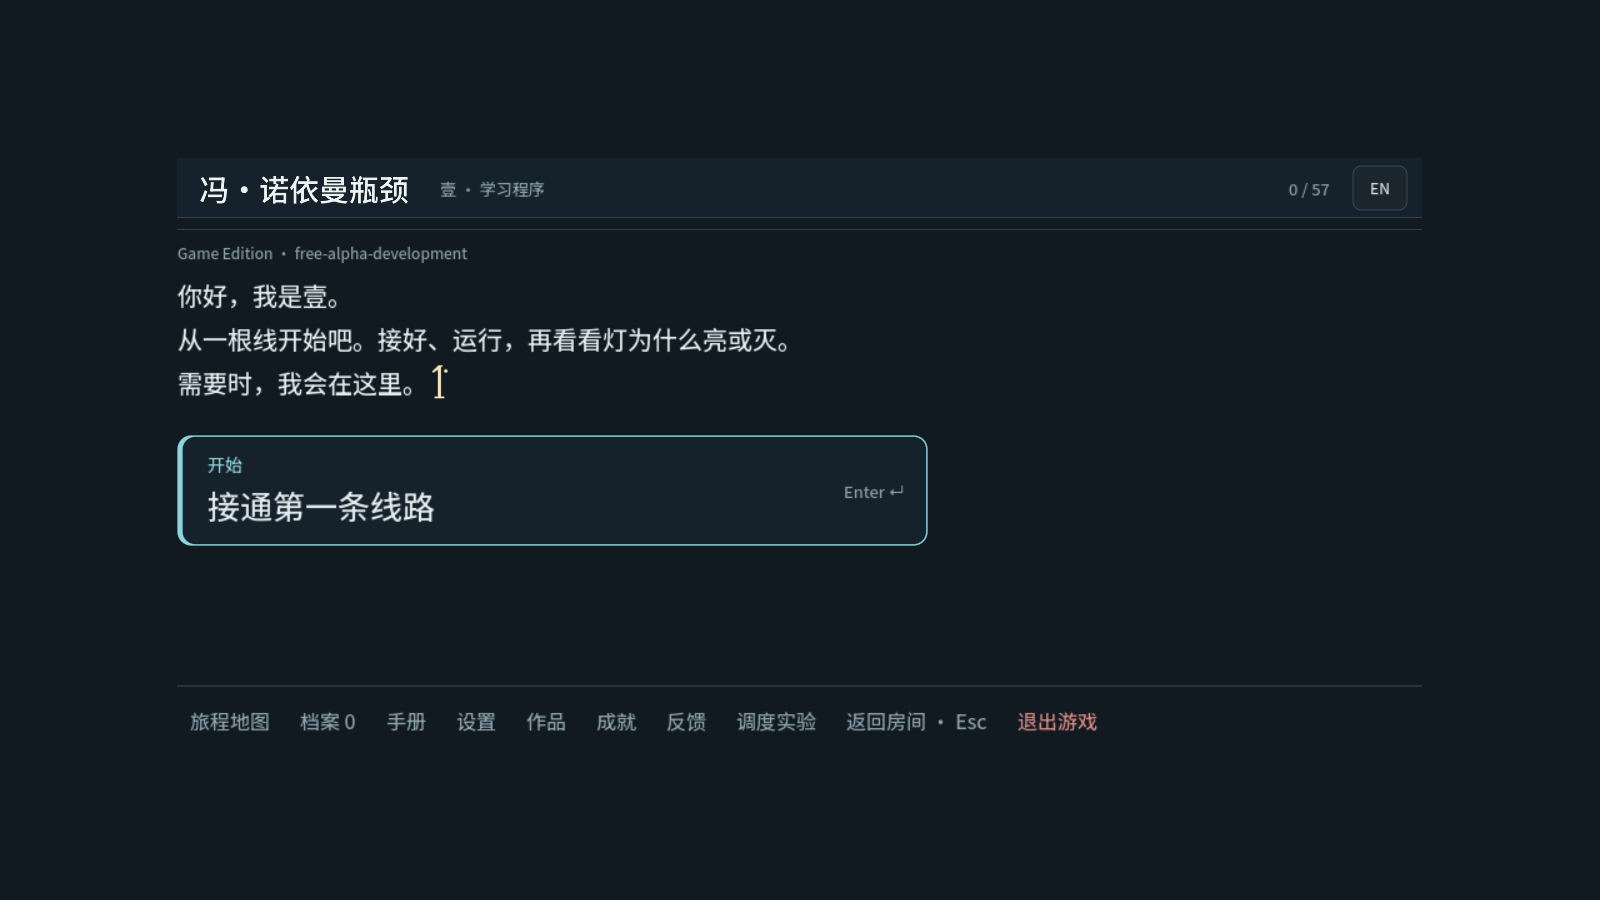 冯·诺依曼瓶颈
壹 · 学习程序
0 / 57
EN
Game Edition · free-alpha-development
你好，我是壹。
从一根线开始吧。接好、运行，再看看灯为什么亮或灭。
需要时，我会在这里。
开始
接通第一条线路
Enter ↵
旅程地图 档案 0 手册 设置 作品 成就 反馈 调度实验 返回房间 · Esc 退出游戏